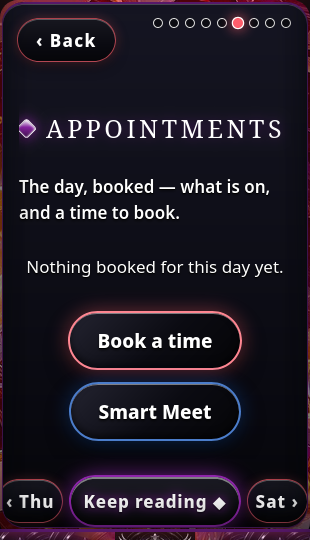 ‹ Back
APPOINTMENTS
The day, booked — what is on,
and a time to book.
Nothing booked for this day yet.
Book a time
Smart Meet
‹ Thu
Keep reading ◆
Sat ›